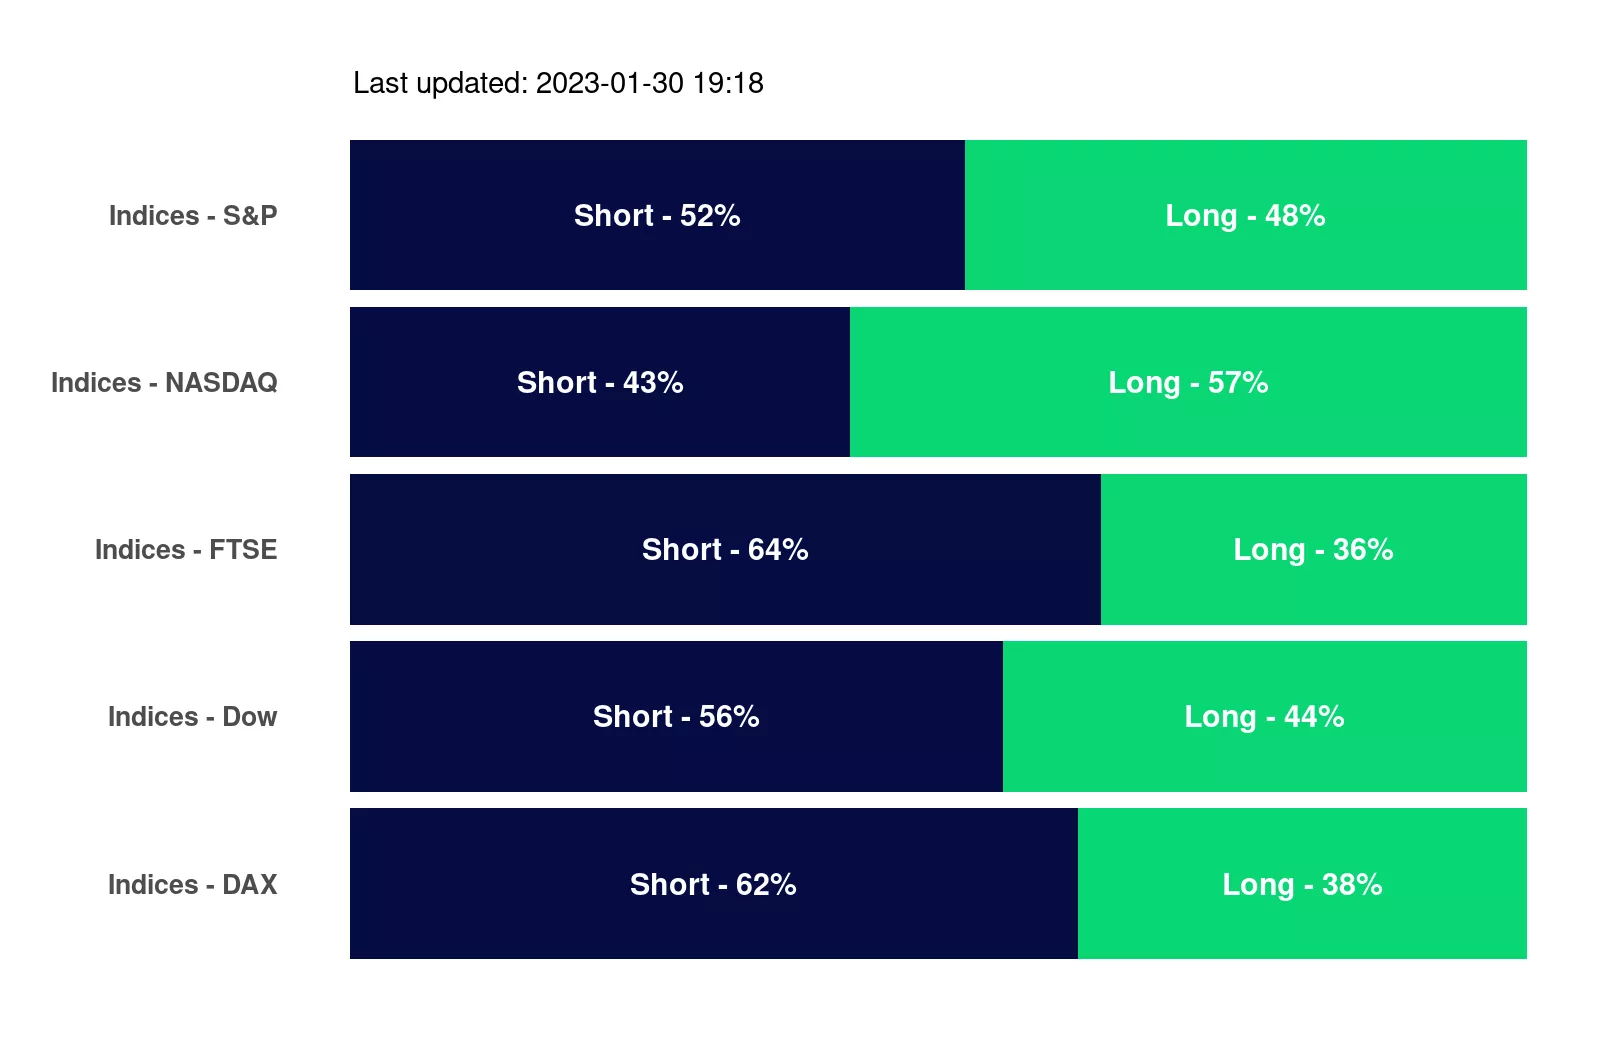 Last updated: 2023-01-30 19:18
Indices - S&P Short - 52% Long - 48%
Indices - NASDAQ Short - 43% Long - 57%
Indices - FTSE Short - 64% Long - 36%
Indices - Dow Short - 56% Long - 44%
Indices - DAX Short - 62% Long - 38%